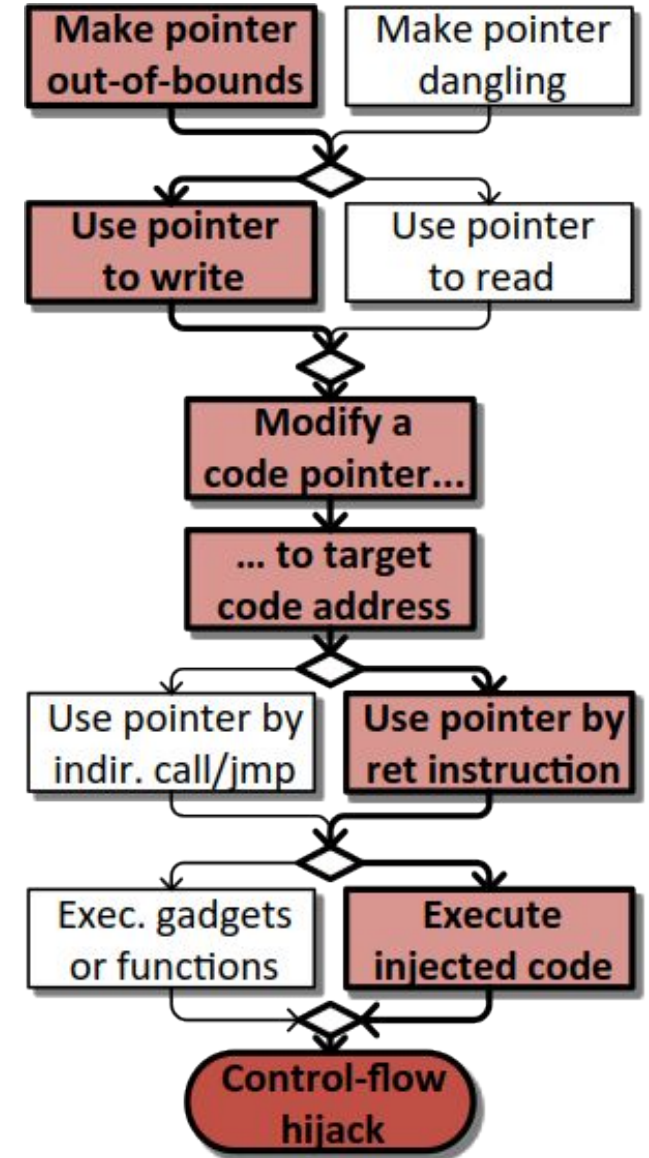 Make pointer
out-of-bounds
Make pointer
dangling
Use pointer
to write
Use pointer
to read
Modify a
code pointer...
... to target
code address
Use pointer by
indir. call/jmp
Use pointer by
ret instruction
Exec. gadgets
or functions
Execute
injected code
Control-flow
hijack